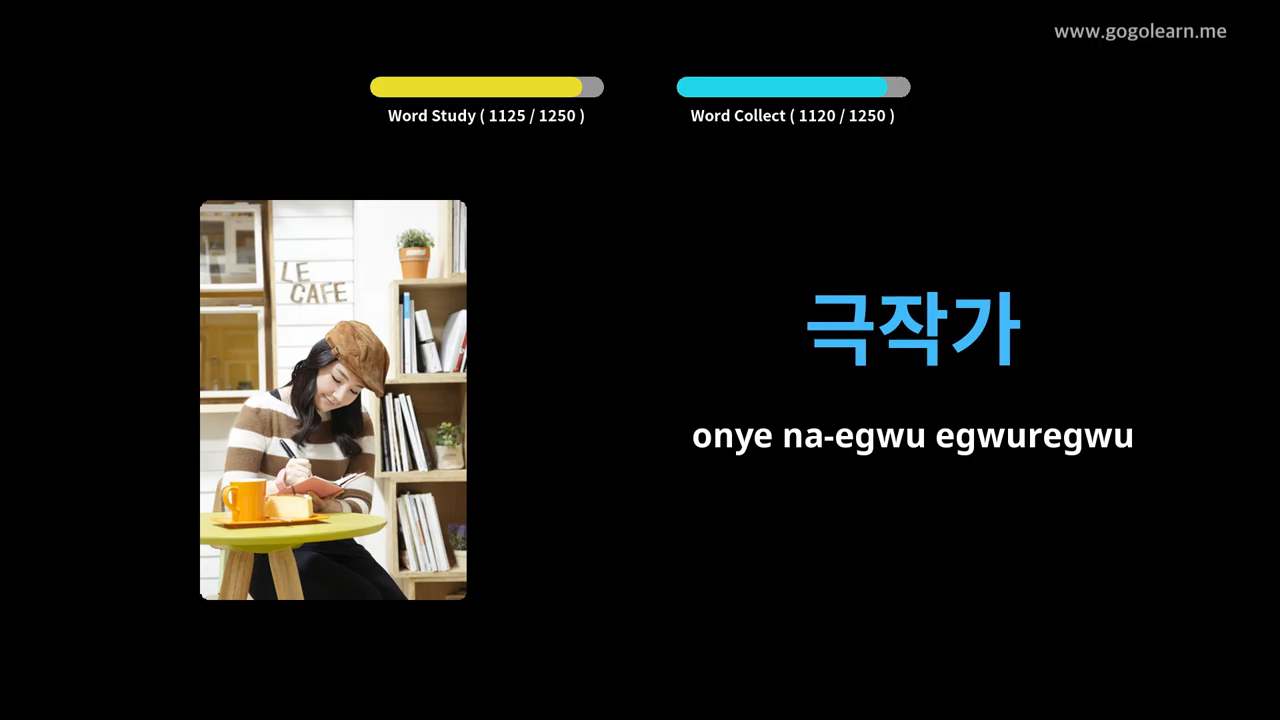 www.gogolearn.me
Word Study ( 1125 / 1250 )
Word Collect ( 1120 / 1250 )
LE
CAFE
극작가
onye na-egwu egwuregwu